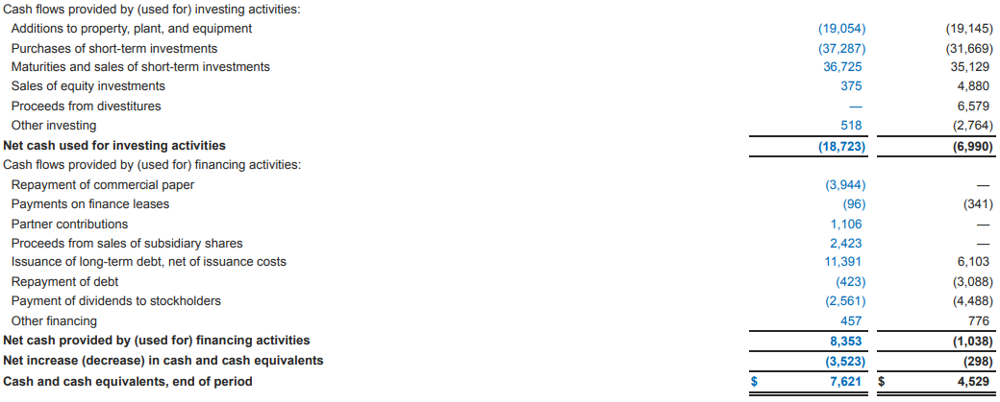 Cash flows provided by (used for) investing activities:
Additions to property, plant, and equipment (19,054) (19,145)
Purchases of short-term investments (37,287) (31,669)
Maturities and sales of short-term investments 36,725 35,129
Sales of equity investments 375 4,880
Proceeds from divestitures — 6,579
Other investing 518 (2,764)
Net cash used for investing activities (18,723) (6,990)
Cash flows provided by (used for) financing activities:
Repayment of commercial paper (3,944) —
Payments on finance leases (96) (341)
Partner contributions 1,106 —
Proceeds from sales of subsidiary shares 2,423 —
Issuance of long-term debt, net of issuance costs 11,391 6,103
Repayment of debt (423) (3,088)
Payment of dividends to stockholders (2,561) (4,488)
Other financing 457 776
Net cash provided by (used for) financing activities 8,353 (1,038)
Net increase (decrease) in cash and cash equivalents (3,523) (298)
Cash and cash equivalents, end of period $ 7,621 $ 4,529